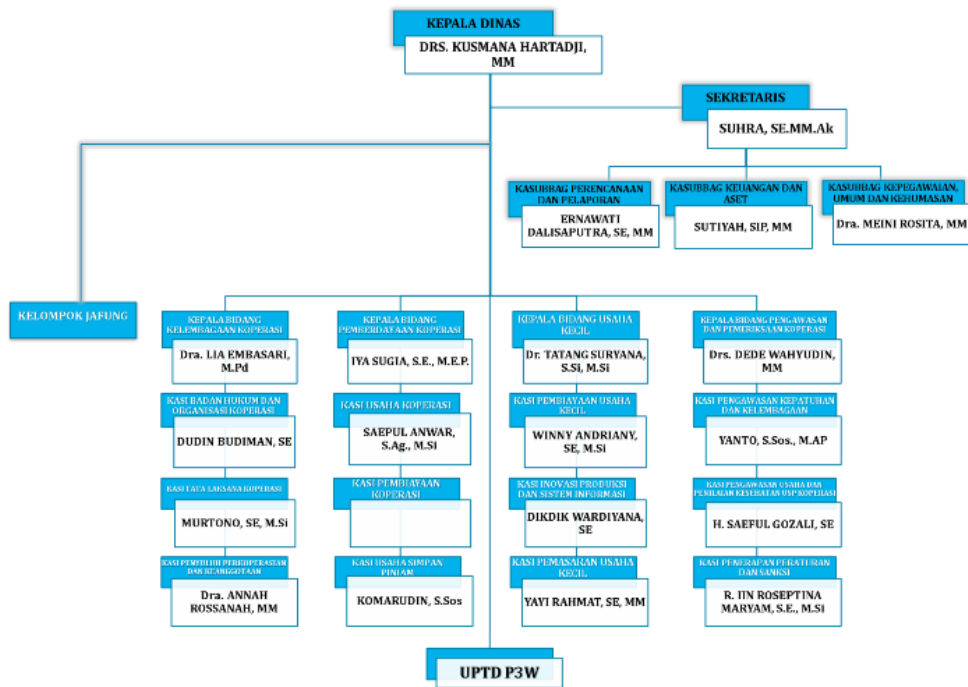 KEPALA DINAS
DRS. KUSMANA HARTADJI,
MM
SEKRETARIS
SUHRA, SE.MM.Ak
KASUBBAG PERENCANAAN
DAN PELAPORAN
ERNAWATI
DALISAPUTRA, SE, MM
KASUBBAG KEUANGAN DAN
ASET
SUTIYAH, SIP, MM
KASUBBAG KEPEGAWAIAN,
UMUM DAN KEHUMASAN
Dra. MEINI ROSITA, MM
KELOMPOK JAFUNG
KEPALA BIDANG
KELEMBAGAAN KOPERASI
Dra. LIA EMBASARI,
M.Pd
KASI BADAN HUKUM DAN
ORGANISASI KOPERASI
DUDIN BUDIMAN, SE
KASI TATA LAKSANA KOPERASI
MURTONO, SE, M.Si
KASI PENYULUH PERKOPERASIAN
DAN KEANGGOTAAN
Dra. ANNAH
ROSSANAH, MM
KEPALA BIDANG
PEMBERDAYAAN KOPERASI
IYA SUGIA, S.E., M.E.P.
KASI USAHA KOPERASI
SAEPUL ANWAR,
S.Ag., M.Si
KASI PEMBIAYAAN
KOPERASI
KASI USAHA SIMPAN
PINJAM
KOMARUDIN, S.Sos
KEPALA BIDANG USAHA
KECIL
Dr. TATANG SURYANA,
S.Si, M.Si
KASI PEMBIAYAAN USAHA
KECIL
WINNY ANDRIANY,
SE, M.Si
KASI INOVASI PRODUKSI
DAN SISTEM INFORMASI
DIKDIK WARDIYANA,
SE
KASI PEMASARAN USAHA
KECIL
YAYI RAHMAT, SE, MM
KEPALA BIDANG PENGAWASAN
DAN PEMERIKSAAN KOPERASI
Drs. DEDE WAHYUDIN,
MM
KASI PENGAWASAN KEPATUHAN
DAN KELEMBAGAAN
YANTO, S.Sos., M.AP
KASI PENGAWASAN USAHA DAN
PENILAIAN KESEHATAN USP KOPERASI
H. SAEFUL GOZALI, SE
KASI PENERAPAN PERATURAN
DAN SANKSI
R. IIN ROSEPTINA
MARYAM, S.E., M.Si
UPTD P3W